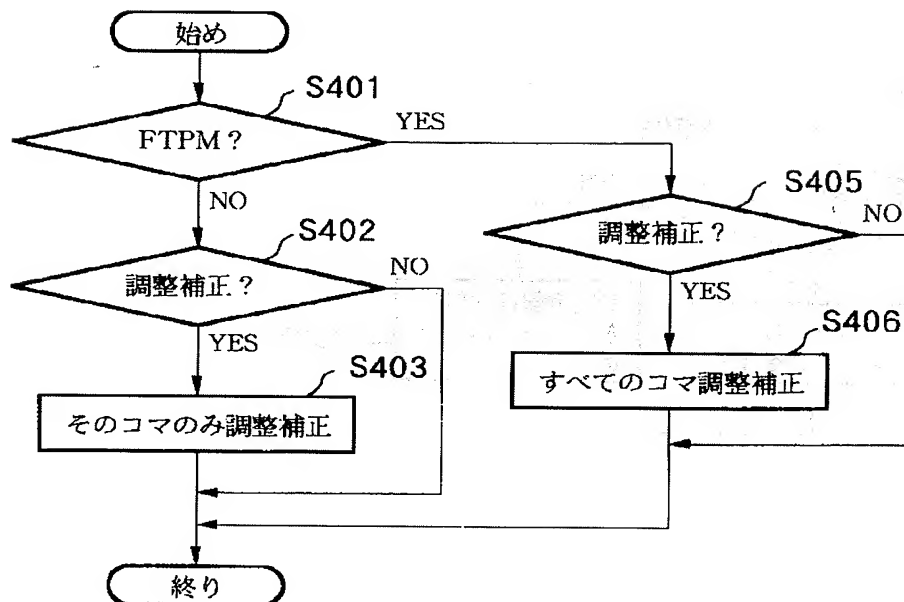 始め
S401
FTPM?
YES
NO
S402
調整補正?
NO
YES
S403
そのコマのみ調整補正
S405
調整補正?
NO
YES
S406
すべてのコマ調整補正
終り